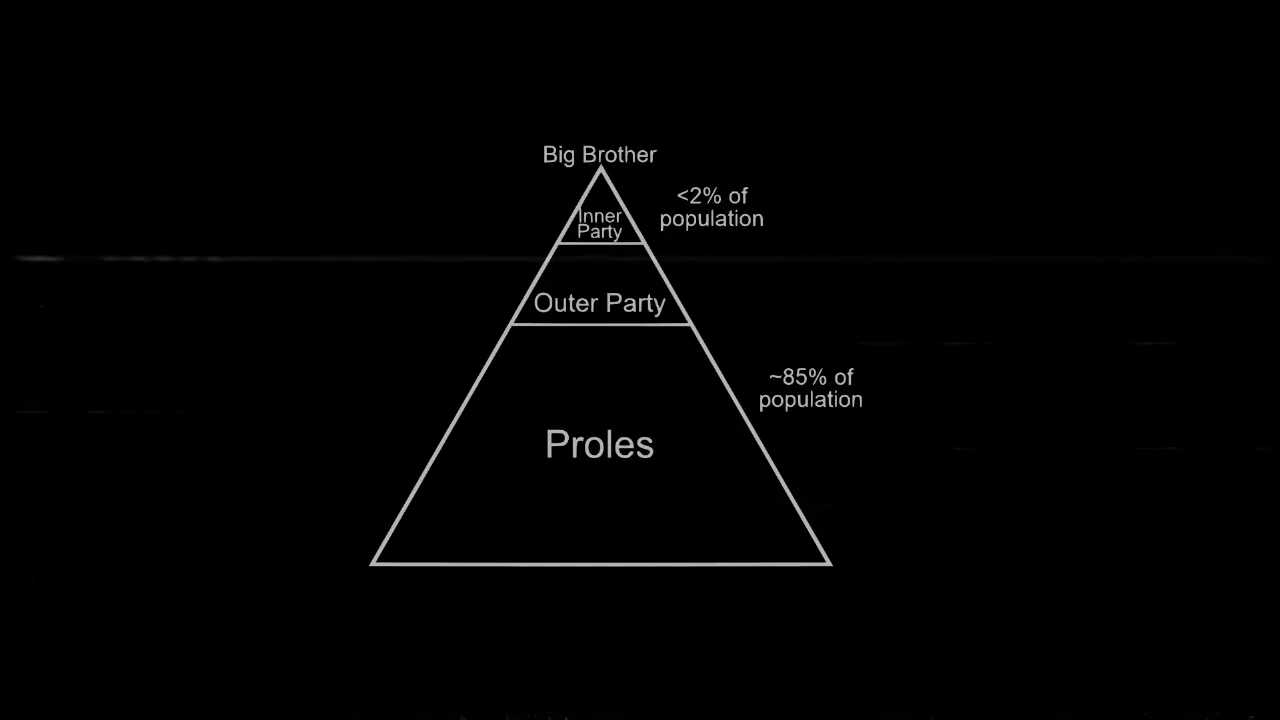 Big Brother
<2% of
population
Inner
Party
Outer Party
~85% of
population
Proles